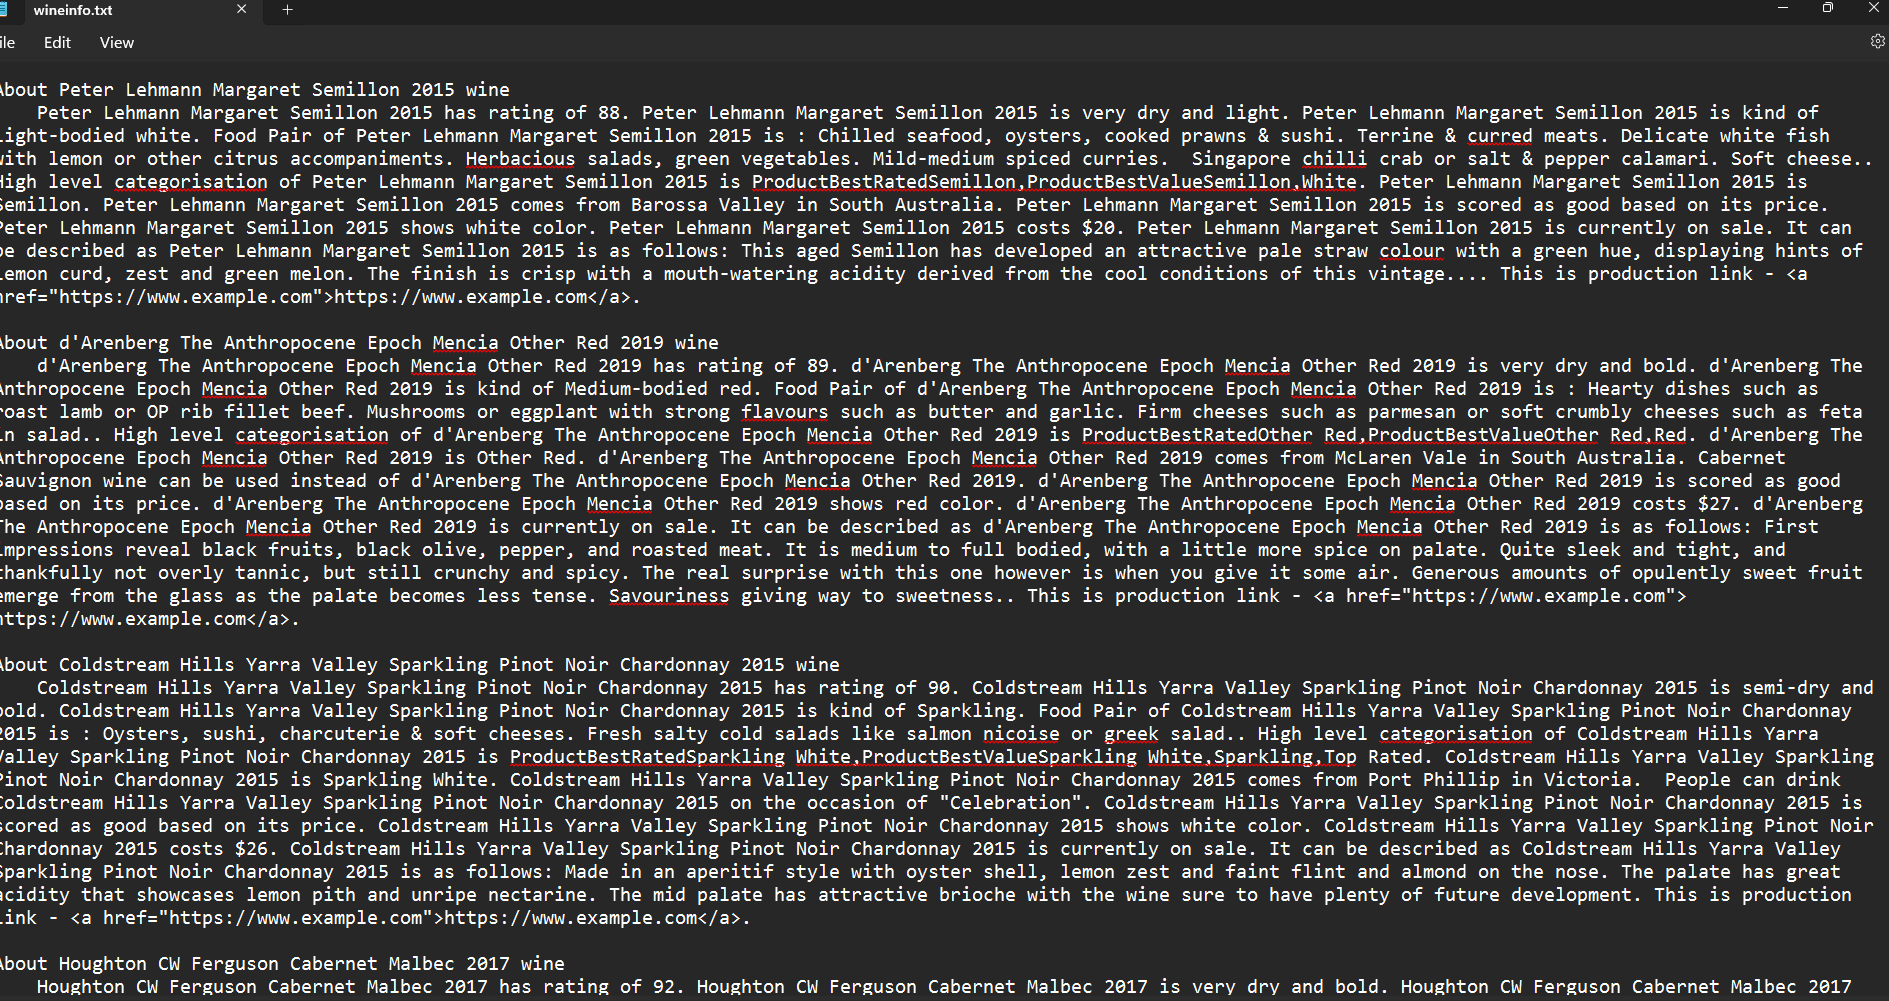 wineinfo.txt
Edit View
About Peter Lehmann Margaret Semillon 2015 wine
Peter Lehmann Margaret Semillon 2015 has rating of 88. Peter Lehmann Margaret Semillon 2015 is very dry and light. Peter Lehmann Margaret Semillon 2015 is kind of
Light-bodied white. Food Pair of Peter Lehmann Margaret Semillon 2015 is : Chilled seafood, oysters, cooked prawns & sushi. Terrine & curred meats. Delicate white fish
with lemon or other citrus accompaniments. Herbacious salads, green vegetables. Mild-medium spiced curries.  Singapore chilli crab or salt & pepper calamari. Soft cheese..
High level categorisation of Peter Lehmann Margaret Semillon 2015 is ProductBestRatedSemillon,ProductBestValueSemillon,White. Peter Lehmann Margaret Semillon 2015 is
Semillon. Peter Lehmann Margaret Semillon 2015 comes from Barossa Valley in South Australia. Peter Lehmann Margaret Semillon 2015 is scored as good based on its price.
Peter Lehmann Margaret Semillon 2015 shows white color. Peter Lehmann Margaret Semillon 2015 costs $20. Peter Lehmann Margaret Semillon 2015 is currently on sale. It can
be described as Peter Lehmann Margaret Semillon 2015 is as follows: This aged Semillon has developed an attractive pale straw colour with a green hue, displaying hints of
lemon curd, zest and green melon. The finish is crisp with a mouth-watering acidity derived from the cool conditions of this vintage.... This is production link - <a
href="https://www.example.com">https://www.example.com</a>.
About d'Arenberg The Anthropocene Epoch Mencia Other Red 2019 wine
d'Arenberg The Anthropocene Epoch Mencia Other Red 2019 has rating of 89. d'Arenberg The Anthropocene Epoch Mencia Other Red 2019 is very dry and bold. d'Arenberg The
Anthropocene Epoch Mencia Other Red 2019 is kind of Medium-bodied red. Food Pair of d'Arenberg The Anthropocene Epoch Mencia Other Red 2019 is : Hearty dishes such as
roast lamb or OP rib fillet beef. Mushrooms or eggplant with strong flavours such as butter and garlic. Firm cheeses such as parmesan or soft crumbly cheeses such as feta
in salad.. High level categorisation of d'Arenberg The Anthropocene Epoch Mencia Other Red 2019 is ProductBestRatedOther Red,ProductBestValueOther Red,Red. d'Arenberg The
Anthropocene Epoch Mencia Other Red 2019 is Other Red. d'Arenberg The Anthropocene Epoch Mencia Other Red 2019 comes from McLaren Vale in South Australia. Cabernet
Sauvignon wine can be used instead of d'Arenberg The Anthropocene Epoch Mencia Other Red 2019. d'Arenberg The Anthropocene Epoch Mencia Other Red 2019 is scored as good
based on its price. d'Arenberg The Anthropocene Epoch Mencia Other Red 2019 shows red color. d'Arenberg The Anthropocene Epoch Mencia Other Red 2019 costs $27. d'Arenberg
The Anthropocene Epoch Mencia Other Red 2019 is currently on sale. It can be described as d'Arenberg The Anthropocene Epoch Mencia Other Red 2019 is as follows: First
impressions reveal black fruits, black olive, pepper, and roasted meat. It is medium to full bodied, with a little more spice on palate. Quite sleek and tight, and
thankfully not overly tannic, but still crunchy and spicy. The real surprise with this one however is when you give it some air. Generous amounts of opulently sweet fruit
emerge from the glass as the palate becomes less tense. Savouriness giving way to sweetness.. This is production link - <a href="https://www.example.com">
https://www.example.com</a>.
About Coldstream Hills Yarra Valley Sparkling Pinot Noir Chardonnay 2015 wine
Coldstream Hills Yarra Valley Sparkling Pinot Noir Chardonnay 2015 has rating of 90. Coldstream Hills Yarra Valley Sparkling Pinot Noir Chardonnay 2015 is semi-dry and
bold. Coldstream Hills Yarra Valley Sparkling Pinot Noir Chardonnay 2015 is kind of Sparkling. Food Pair of Coldstream Hills Yarra Valley Sparkling Pinot Noir Chardonnay
2015 is : Oysters, sushi, charcuterie & soft cheeses. Fresh salty cold salads like salmon nicoise or greek salad.. High level categorisation of Coldstream Hills Yarra
Valley Sparkling Pinot Noir Chardonnay 2015 is ProductBestRatedSparkling White,ProductBestValueSparkling White,Sparkling,Top Rated. Coldstream Hills Yarra Valley Sparkling
Pinot Noir Chardonnay 2015 is Sparkling White. Coldstream Hills Yarra Valley Sparkling Pinot Noir Chardonnay 2015 comes from Port Phillip in Victoria.  People can drink
Coldstream Hills Yarra Valley Sparkling Pinot Noir Chardonnay 2015 on the occasion of "Celebration". Coldstream Hills Yarra Valley Sparkling Pinot Noir Chardonnay 2015 is
scored as good based on its price. Coldstream Hills Yarra Valley Sparkling Pinot Noir Chardonnay 2015 shows white color. Coldstream Hills Yarra Valley Sparkling Pinot Noir
Chardonnay 2015 costs $26. Coldstream Hills Yarra Valley Sparkling Pinot Noir Chardonnay 2015 is currently on sale. It can be described as Coldstream Hills Yarra Valley
Sparkling Pinot Noir Chardonnay 2015 is as follows: Made in an aperitif style with oyster shell, lemon zest and faint flint and almond on the nose. The palate has great
acidity that showcases lemon pith and unripe nectarine. The mid palate has attractive brioche with the wine sure to have plenty of future development. This is production
link - <a href="https://www.example.com">https://www.example.com</a>.
About Houghton CW Ferguson Cabernet Malbec 2017 wine
Houghton CW Ferguson Cabernet Malbec 2017 has rating of 92. Houghton CW Ferguson Cabernet Malbec 2017 is very dry and bold. Houghton CW Ferguson Cabernet Malbec 2017